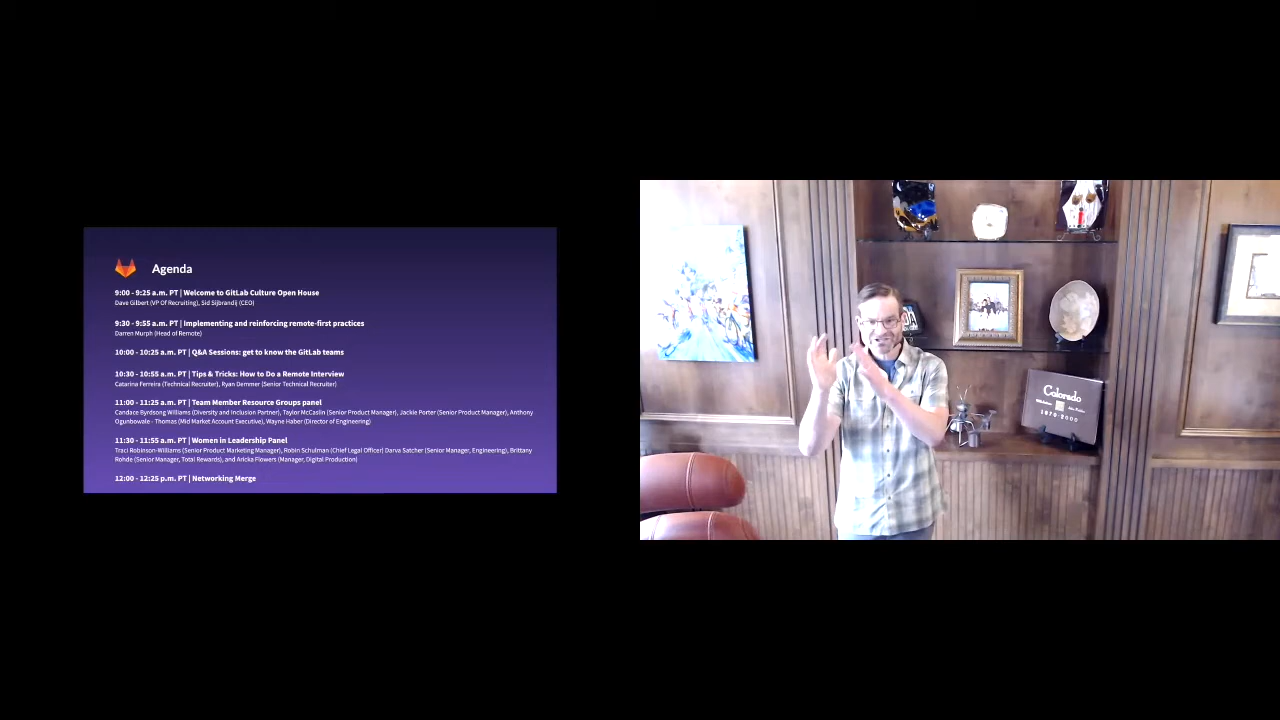 Agenda
9:00 - 9:25 a.m. PT | Welcome to GitLab Culture Open House
Dave Gilbert (VP Of Recruiting), Sid Sijbrandij (CEO)
9:30 - 9:55 a.m. PT | Implementing and reinforcing remote-first practices
Darren Murph (Head of Remote)
10:00 - 10:25 a.m. PT | Q&A Sessions: get to know the GitLab teams
10:30 - 10:55 a.m. PT | Tips & Tricks: How to Do a Remote Interview
Catarina Ferreira (Technical Recruiter), Ryan Demmer (Senior Technical Recruiter)
11:00 - 11:25 a.m. PT | Team Member Resource Groups panel
Candace Byrdsong Williams (Diversity and Inclusion Partner), Taylor McCaslin (Senior Product Manager), Jackie Porter (Senior Product Manager), Anthony
Ogunbowale - Thomas (Mid Market Account Executive), Wayne Haber (Director of Engineering)
11:30 - 11:55 a.m. PT | Women in Leadership Panel
Traci Robinson-Williams (Senior Product Marketing Manager), Robin Schulman (Chief Legal Officer) Darva Satcher (Senior Manager, Engineering), Brittany
Rohde (Senior Manager, Total Rewards), and Aricka Flowers (Manager, Digital Production)
12:00 - 12:25 p.m. PT | Networking Merge
Colorado
1870-2000